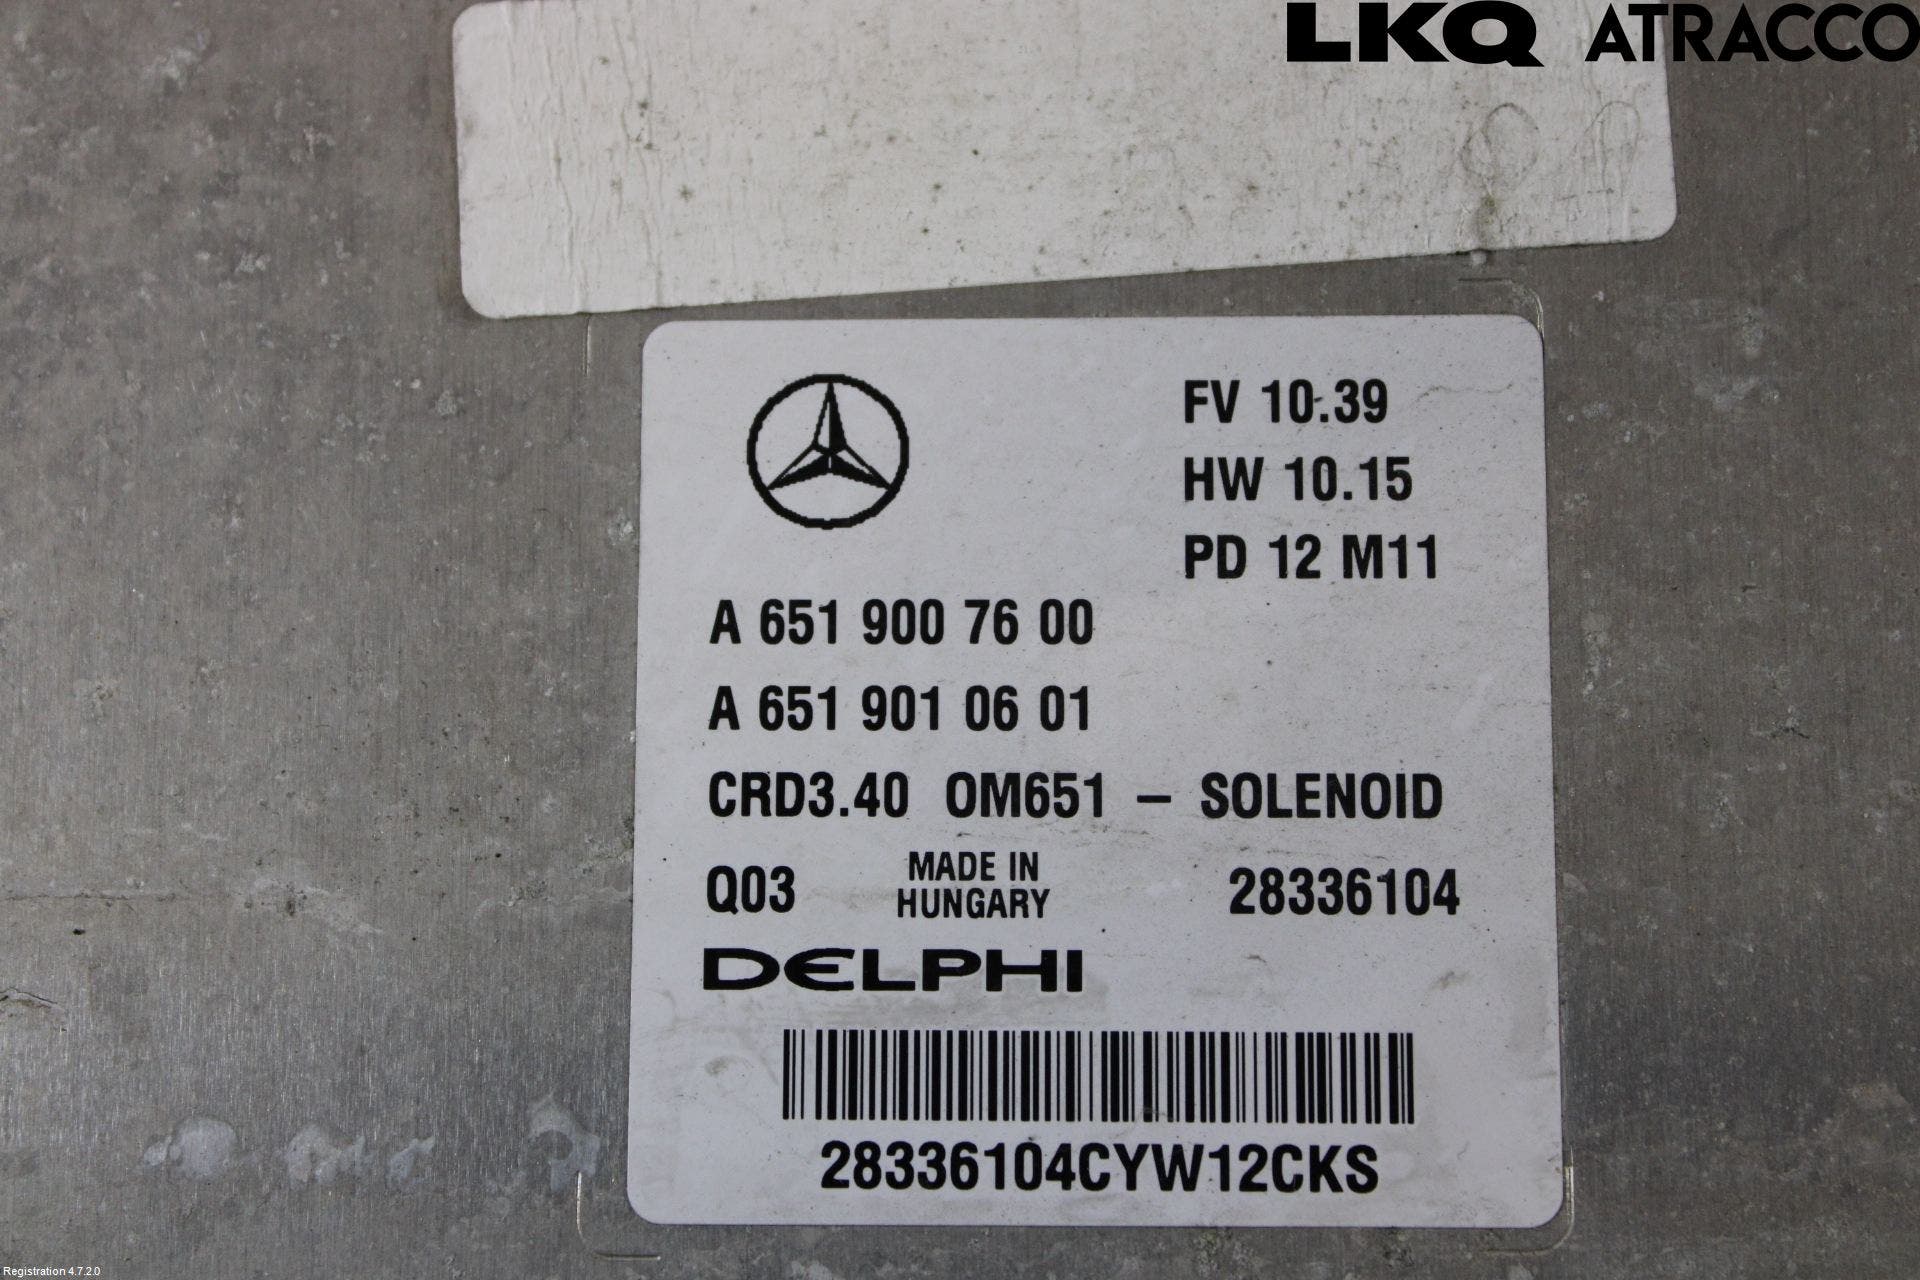 LKQ ATRACCO
FV 10.39
HW 10.15
PD 12 M11
A 651 900 76 00
A 651 901 06 01
CRD3.40 OM651 – SOLENOID
Q03 MADE IN HUNGARY 28336104
DELPHI
28336104CYW12CKS
Registration 4.7.2.0